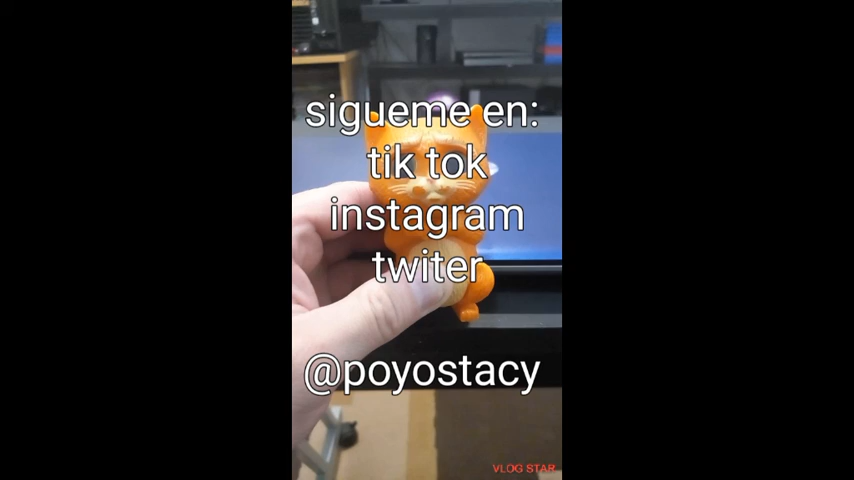 sigueme en:
tik tok
instagram
twiter
@poyostacy
VLOG STAR